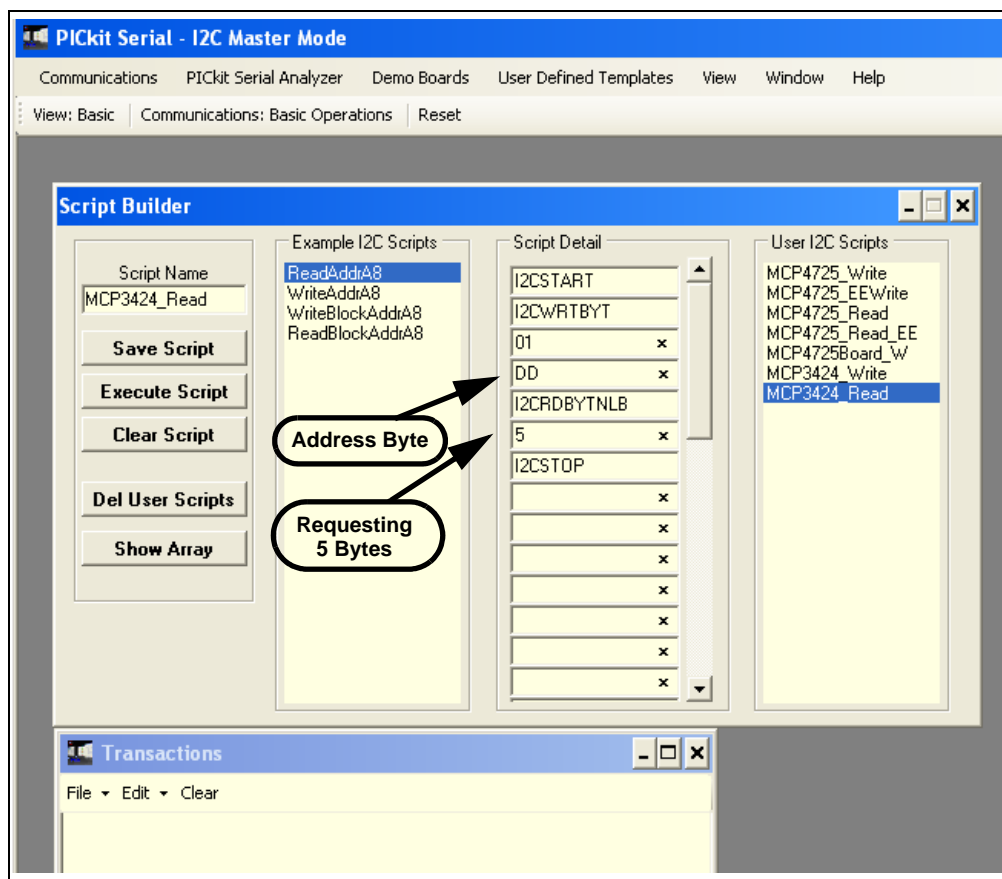 PICkit Serial - I2C Master Mode
Communications PICkit Serial Analyzer Demo Boards User Defined Templates View Window Help
View: Basic Communications: Basic Operations Reset
Script Builder
Script Name
MCP3424_Read
Save Script
Execute Script
Clear Script
Del User Scripts
Show Array
Example I2C Scripts
ReadAddrA8
WriteAddrA8
WriteBlockAddrA8
ReadBlockAddrA8
Address Byte
Requesting
5 Bytes
Script Detail
I2CSTART
I2CWRTBYT
01
DD
I2CRDBYTNLB
5
I2CSTOP
User I2C Scripts
MCP4725_Write
MCP4725_EEWrite
MCP4725_Read
MCP4725_Read_EE
MCP4725Board_W
MCP3424_Write
MCP3424_Read
Transactions
File Edit Clear